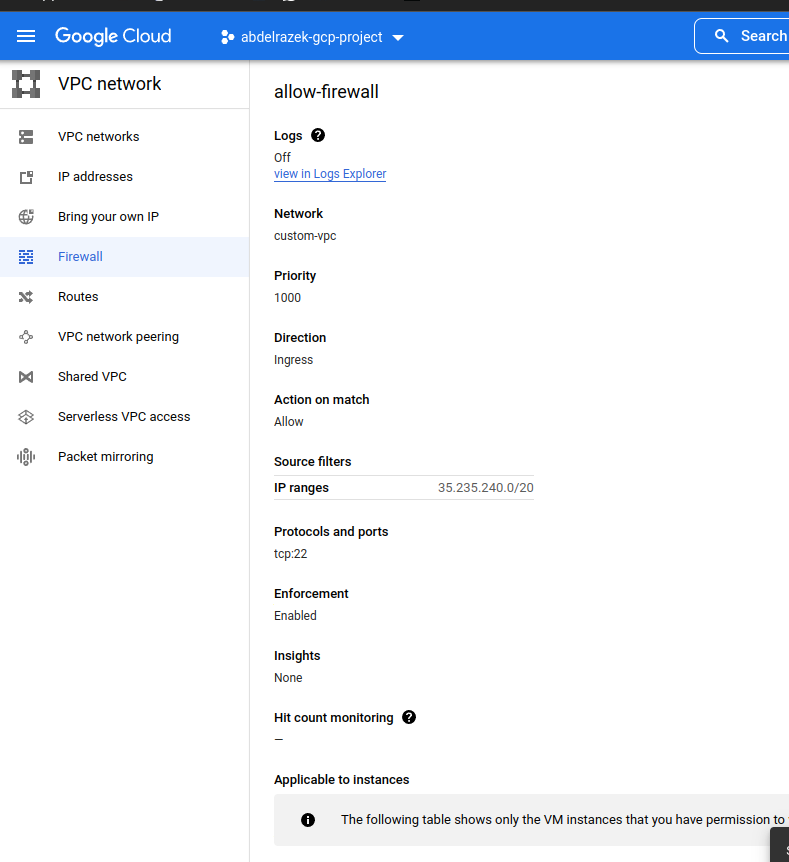 Google Cloud
abdelrazek-gcp-project
Search
VPC network
VPC networks
IP addresses
Bring your own IP
Firewall
Routes
VPC network peering
Shared VPC
Serverless VPC access
Packet mirroring
allow-firewall
Logs
Off
view in Logs Explorer
Network
custom-vpc
Priority
1000
Direction
Ingress
Action on match
Allow
Source filters
IP ranges 35.235.240.0/20
Protocols and ports
tcp:22
Enforcement
Enabled
Insights
None
Hit count monitoring
—
Applicable to instances
The following table shows only the VM instances that you have permission to